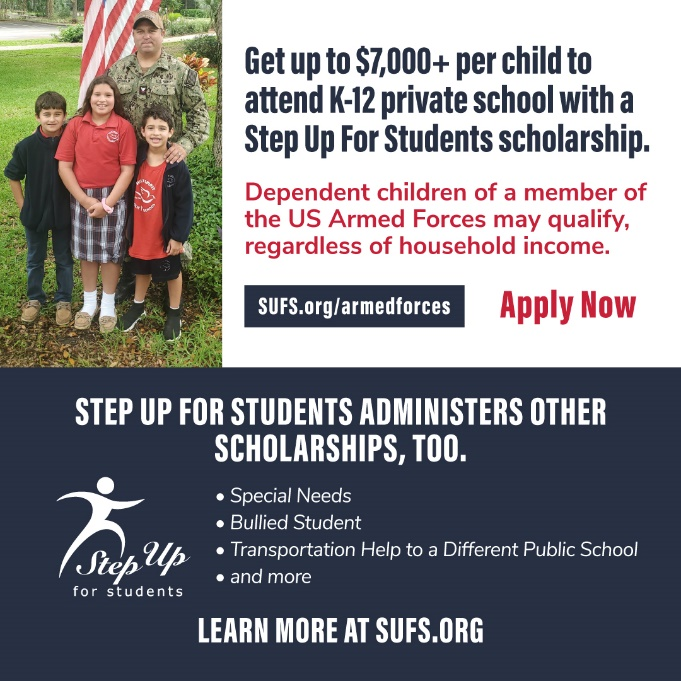 Get up to $7,000+ per child to
attend K-12 private school with a
Step Up For Students scholarship.
Dependent children of a member of
the US Armed Forces may qualify,
regardless of household income.
SUFS.org/armedforces
Apply Now
STEP UP FOR STUDENTS ADMINISTERS OTHER
SCHOLARSHIPS, TOO.
• Special Needs
• Bullied Student
• Transportation Help to a Different Public School
• and more
Step Up
for students
LEARN MORE AT SUFS.ORG